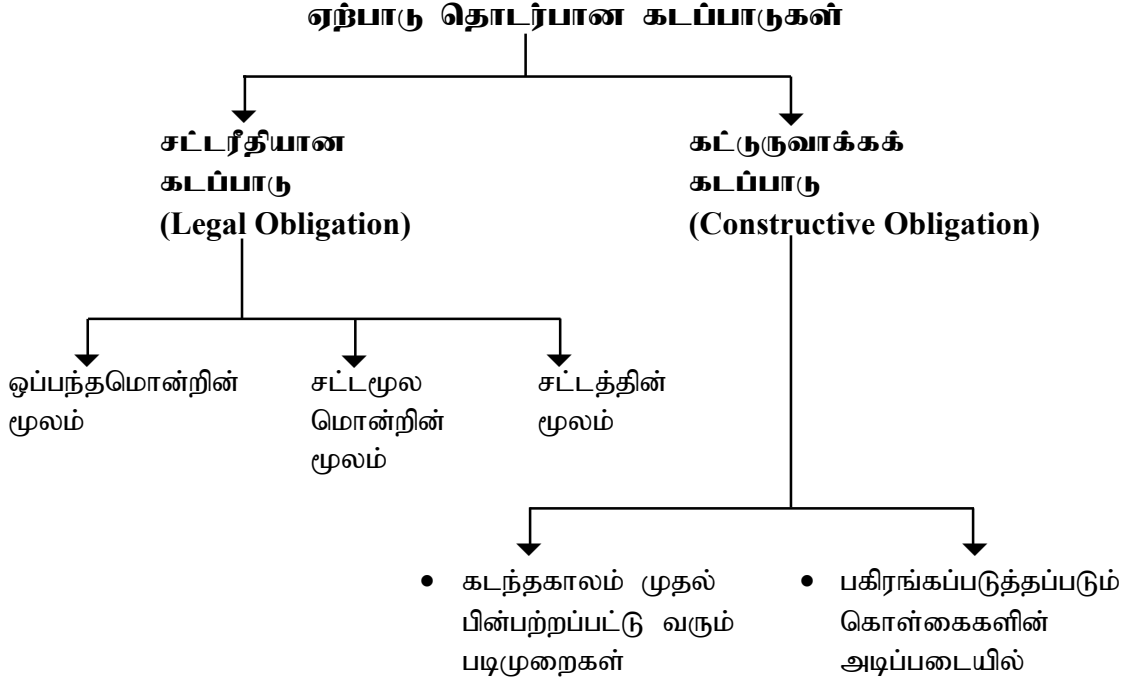 ஏற்பாடு தொடர்பான கடப்பாடுகள்
சட்டரீதியான
கடப்பாடு
(Legal Obligation)
கட்டுருவாக்கக்
கடப்பாடு
(Constructive Obligation)
ஒப்பந்தமொன்றின்
மூலம்
சட்டமூல
மொன்றின்
மூலம்
சட்டத்தின்
மூலம்
• கடந்தகாலம் முதல்
பின்பற்றப்பட்டு வரும்
படிமுறைகள்
• பகிரங்கப்படுத்தப்படும்
கொள்கைகளின்
அடிப்படையில்